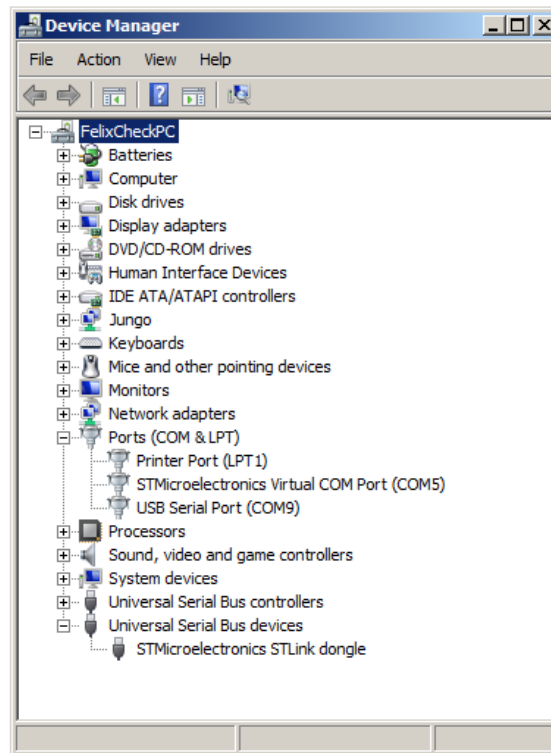 Device Manager
File Action View Help
FelixCheckPC
Batteries
Computer
Disk drives
Display adapters
DVD/CD-ROM drives
Human Interface Devices
IDE ATA/ATAPI controllers
Jungo
Keyboards
Mice and other pointing devices
Monitors
Network adapters
Ports (COM & LPT)
Printer Port (LPT1)
STMicroelectronics Virtual COM Port (COM5)
USB Serial Port (COM9)
Processors
Sound, video and game controllers
System devices
Universal Serial Bus controllers
Universal Serial Bus devices
STMicroelectronics STLink dongle